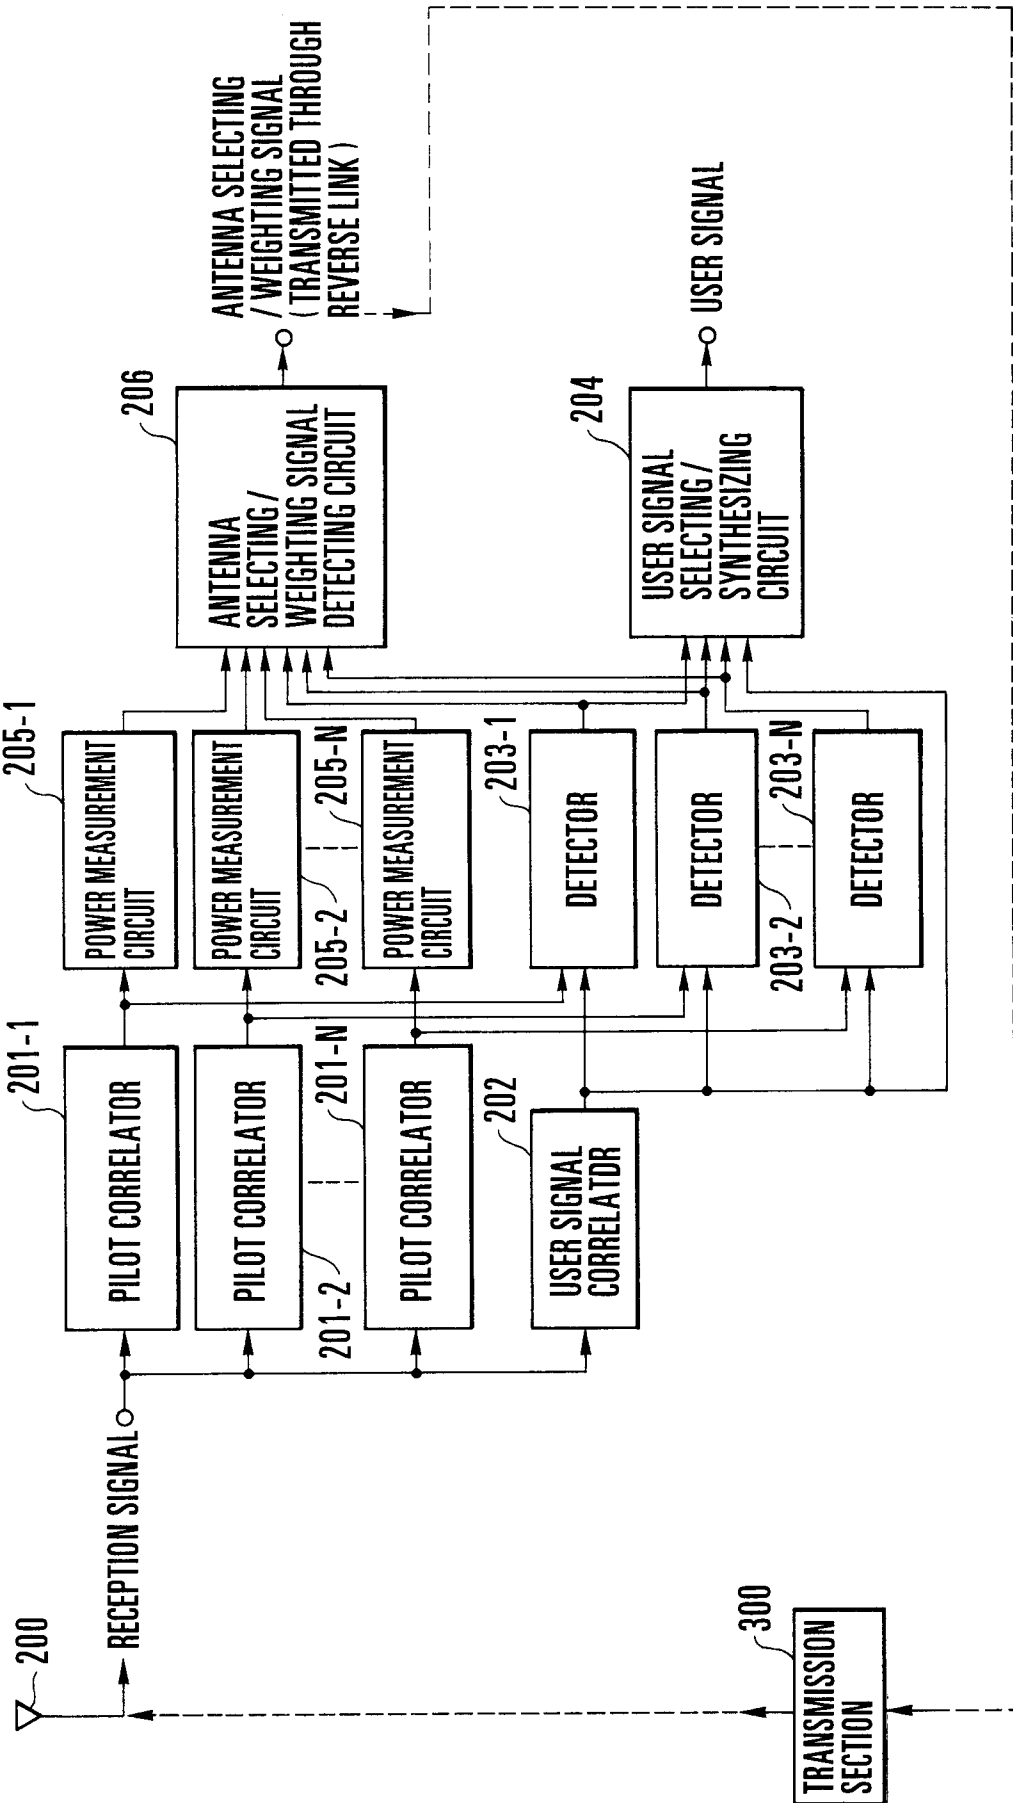 200
RECEPTION SIGNAL
201-1
PILOT CORRELATOR
PILOT CORRELATOR
201-2
201-N
PILOT CORRELATOR
202
USER SIGNAL
CORRELATDR
205-1
POWER MEASUREMENT
CIRCUIT
POWER MEASUREMENT
CIRCUIT
205-2
205-N
POWER MEASUREMENT
CIRCUIT
203-1
DETECTOR
DETECTOR
203-2
203-N
DETECTOR
206
ANTENNA
SELECTING/
WEIGHTING SIGNAL
DETECTING CIRCUIT
ANTENNA SELECTING
/ WEIGHTING SIGNAL
( TRANSMITTED THROUGH
REVERSE LINK )
204
USER SIGNAL
SELECTING/
SYNTHESIZING
CIRCUIT
USER SIGNAL
300
TRANSMISSION
SECTION